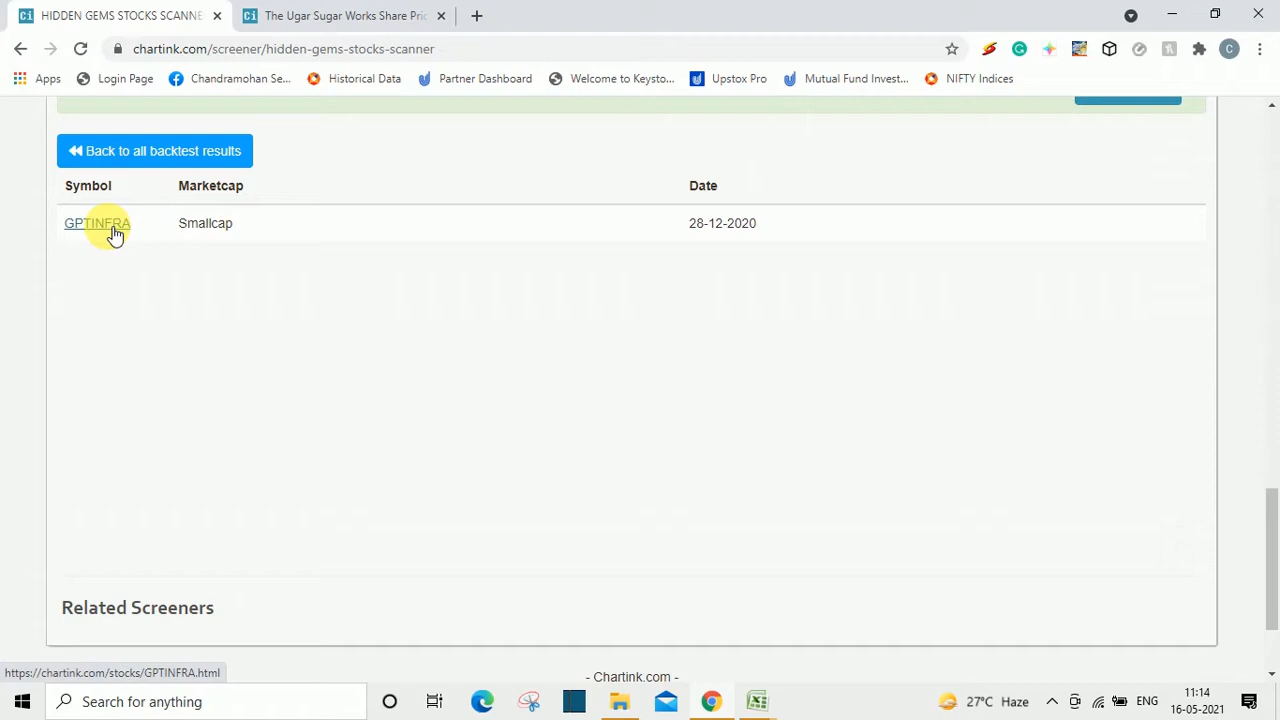 HIDDEN GEMS STOCKS SCANNE
The Ugar Sugar Works Share Pric
chartink.com/screener/hidden-gems-stocks-scanner
C
Apps
Login Page
Chandramohan Se...
Historical Data
Partner Dashboard
Welcome to Keysto...
Upstox Pro
Mutual Fund Invest...
NIFTY Indices
Back to all backtest results
Symbol Marketcap Date
GPTINFRA Smallcap 28-12-2020
Related Screeners
https://chartink.com/stocks/GPTINFRA.html
- Chartink.com -
Search for anything
27°C Haze
ENG
11:14
16-05-2021